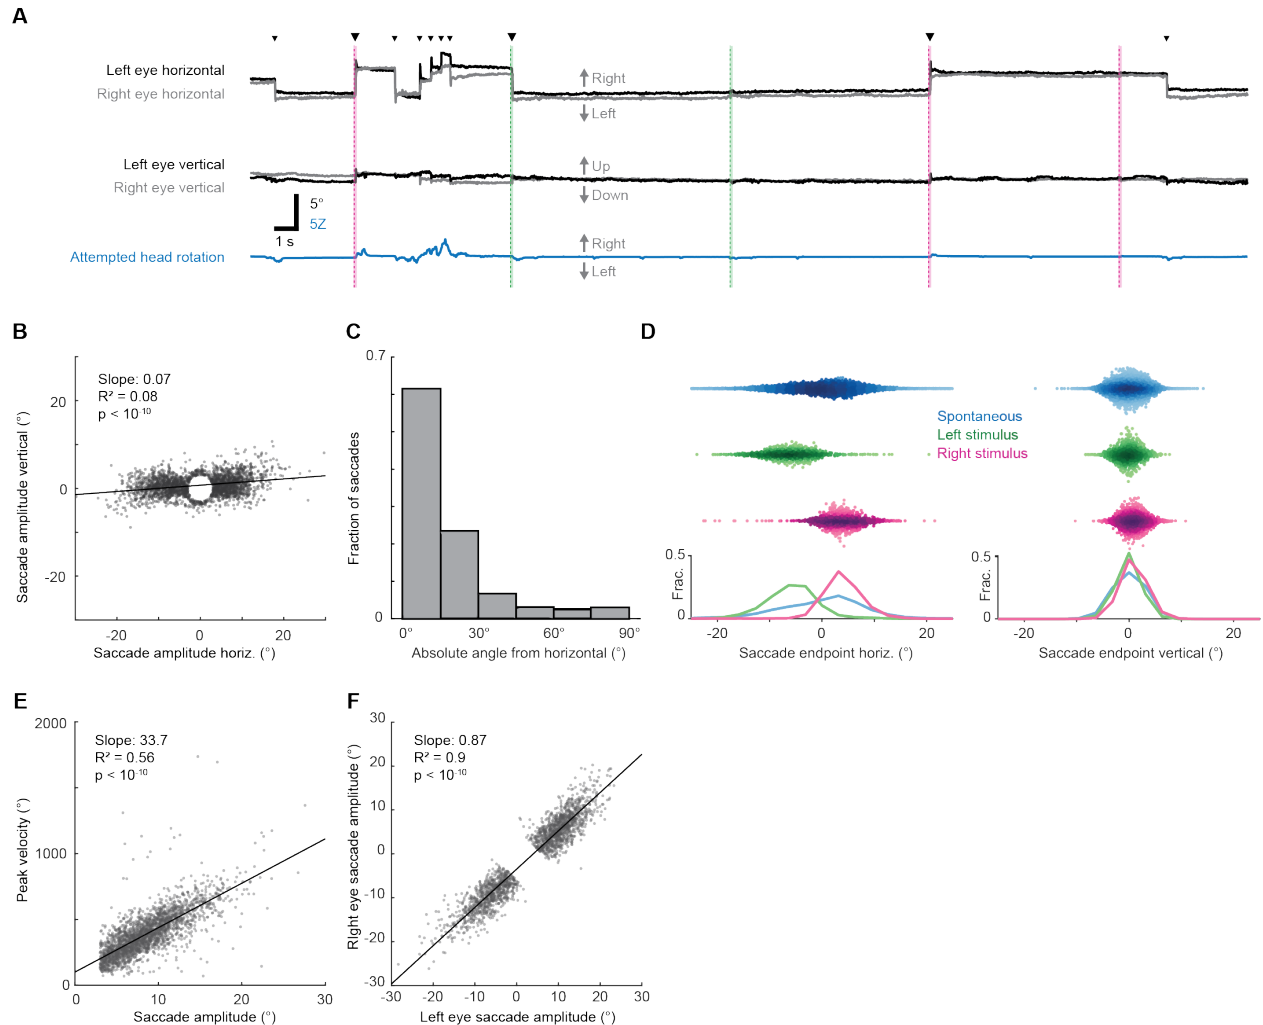 A
Left eye horizontal
Right eye horizontal
Right
Left
Left eye vertical
Right eye vertical
Up
Down
5°
5Z
1 s
Attempted head rotation
Right
Left
B
Slope: 0.07
R² = 0.08
p < 10-10
Saccade amplitude vertical (°)
20
0
-20
-20
0
20
Saccade amplitude horiz. (°)
C
Fraction of saccades
0.7
0
0°
30°
60°
90°
Absolute angle from horizontal (°)
D
Spontaneous
Left stimulus
Right stimulus
0.5
Frac.
0
-20
0
20
Saccade endpoint horiz. (°)
0.5
Frac.
0
-20
0
20
Saccade endpoint vertical (°)
E
Slope: 33.7
R² = 0.56
p < 10-10
Peak velocity (°)
2000
1000
0
0
10
20
30
Saccade amplitude (°)
F
Slope: 0.87
R² = 0.9
p < 10-10
RIght eye saccade amplitude (°)
30
20
10
0
-10
-20
-30
-30
-20
-10
0
10
20
30
Left eye saccade amplitude (°)